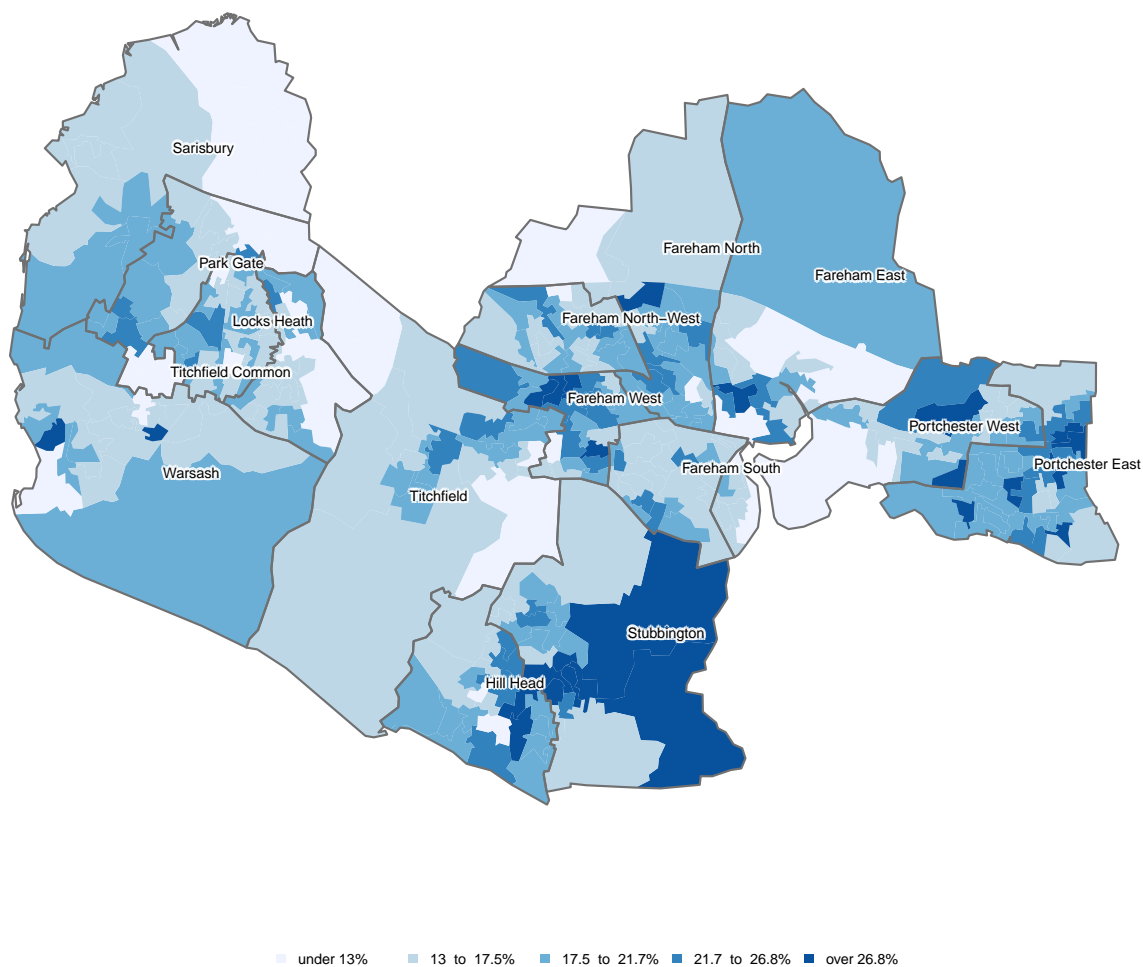 Sarisbury
Fareham North
Park Gate
Fareham East
Locks Heath
Fareham North–West
Titchfield Common
Fareham West
Portchester West
Warsash
Fareham South
Portchester East
Titchfield
Stubbington
Hill Head
under 13% 13 to 17.5% 17.5 to 21.7% 21.7 to 26.8% over 26.8%